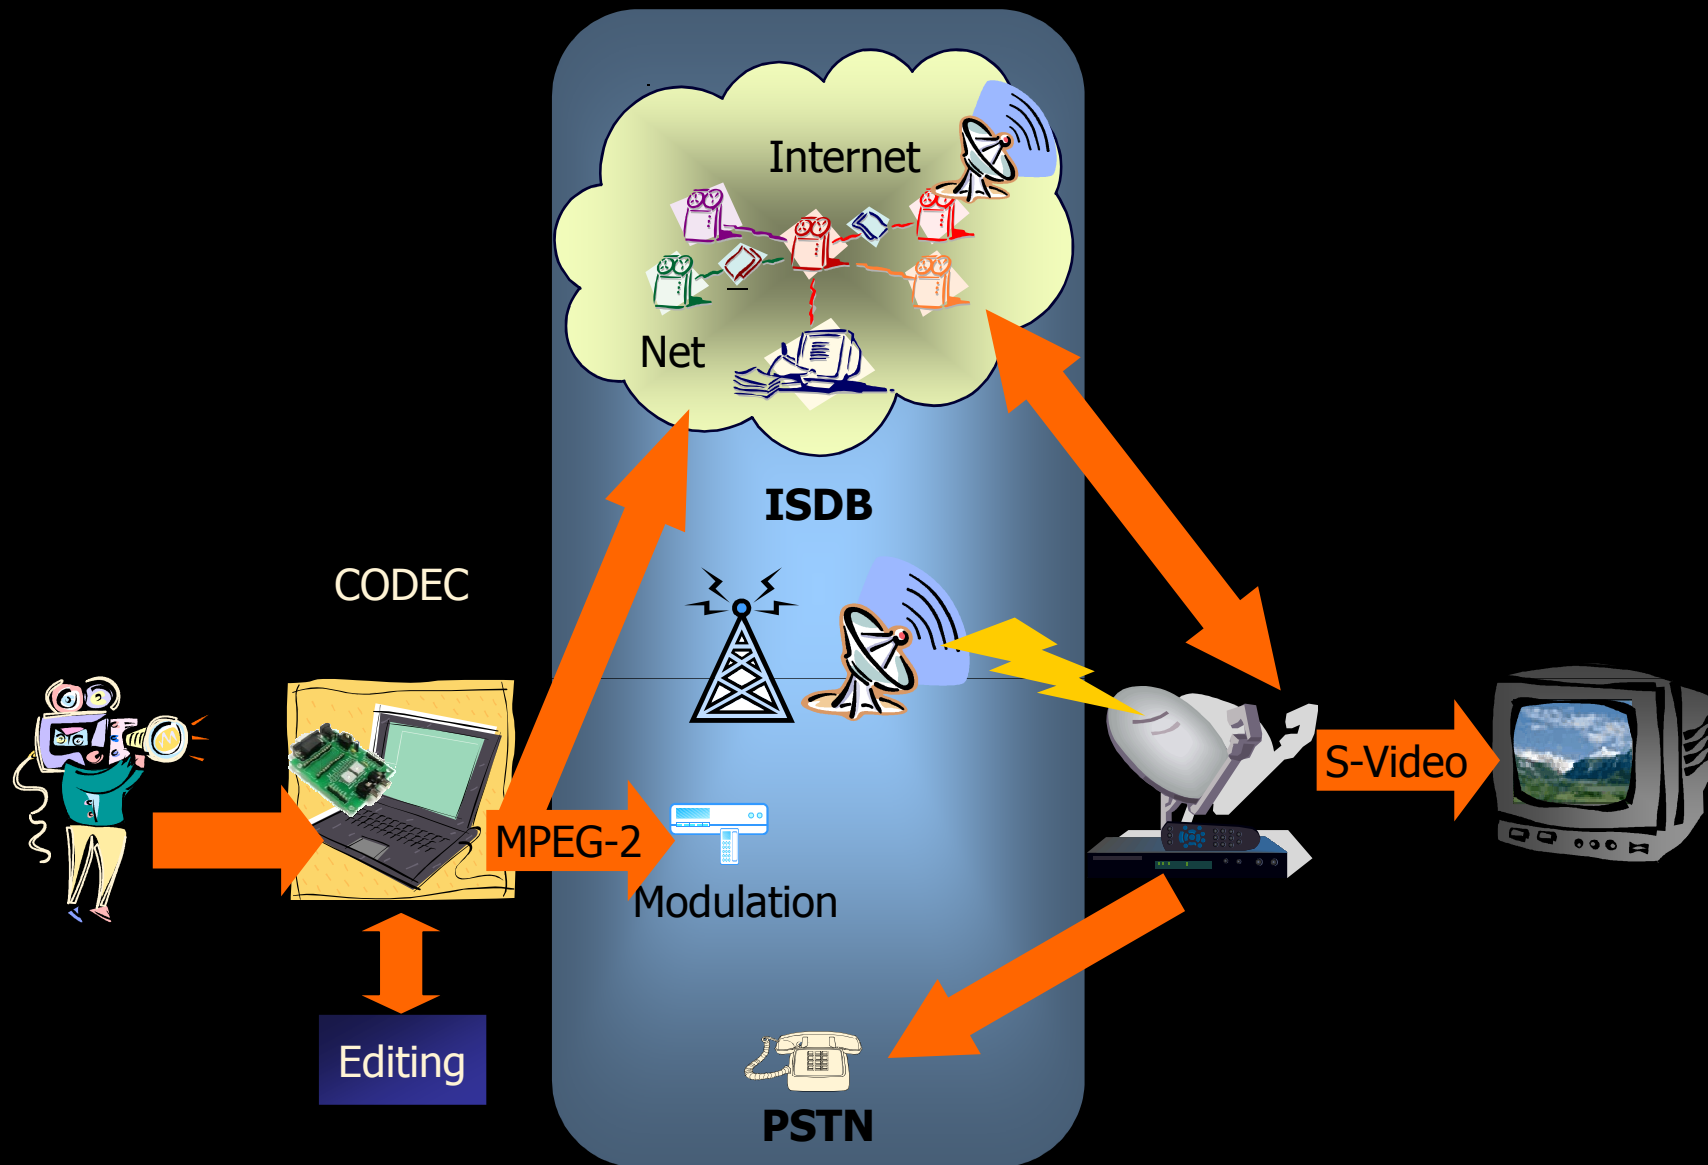 Internet
Net
ISDB
CODEC
S-Video
MPEG-2
Modulation
Editing
PSTN